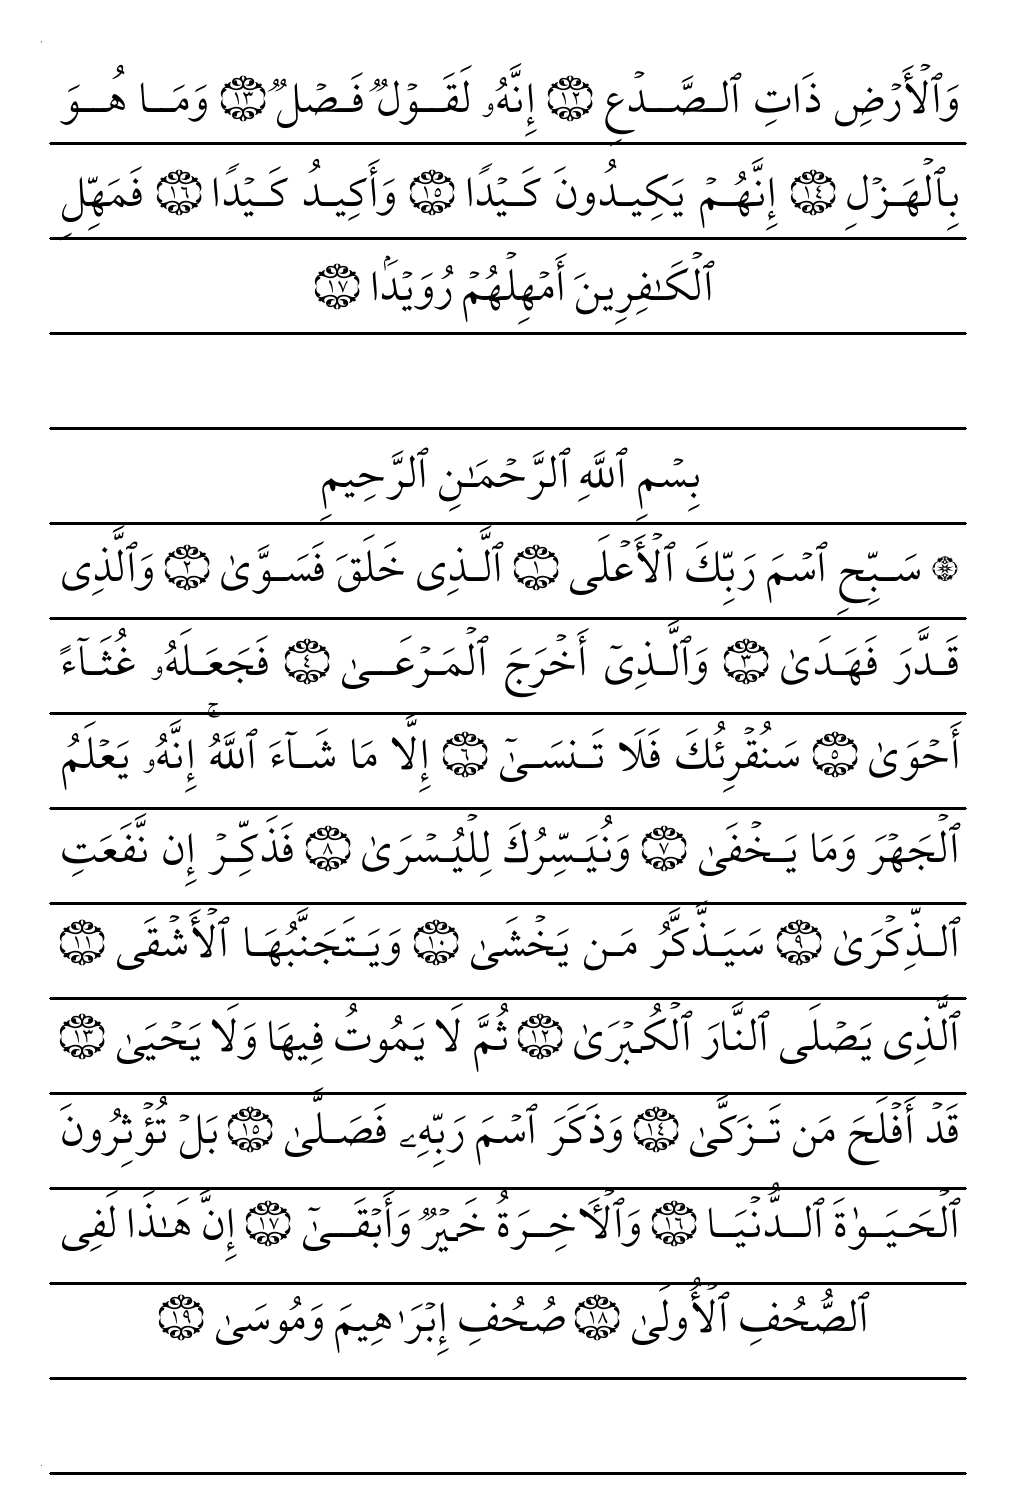 وَٱلۡأَرۡضِ ذَاتِ ٱلصَّدۡعِ ١٢ إِنَّهُۥ لَقَوۡلٞ فَصۡلٞ ١٣ وَمَا هُوَ
بِٱلۡهَزۡلِ ١٤ إِنَّهُمۡ يَكِيدُونَ كَيۡدٗا ١٥ وَأَكِيدُ كَيۡدٗا ١٦ فَمَهِّلِ
ٱلۡكَٰفِرِينَ أَمۡهِلۡهُمۡ رُوَيۡدَۢا ١٧
بِسۡمِ ٱللَّهِ ٱلرَّحۡمَٰنِ ٱلرَّحِيمِ
۞ سَبِّحِ ٱسۡمَ رَبِّكَ ٱلۡأَعۡلَى ١ ٱلَّذِي خَلَقَ فَسَوَّىٰ ٢ وَٱلَّذِي
قَدَّرَ فَهَدَىٰ ٣ وَٱلَّذِيٓ أَخۡرَجَ ٱلۡمَرۡعَىٰ ٤ فَجَعَلَهُۥ غُثَآءً
أَحۡوَىٰ ٥ سَنُقۡرِئُكَ فَلَا تَنسَىٰٓ ٦ إِلَّا مَا شَآءَ ٱللَّهُۚ إِنَّهُۥ يَعۡلَمُ
ٱلۡجَهۡرَ وَمَا يَخۡفَىٰ ٧ وَنُيَسِّرُكَ لِلۡيُسۡرَىٰ ٨ فَذَكِّرۡ إِن نَّفَعَتِ
ٱلذِّكۡرَىٰ ٩ سَيَذَّكَّرُ مَن يَخۡشَىٰ ١٠ وَيَتَجَنَّبُهَا ٱلۡأَشۡقَى ١١
ٱلَّذِي يَصۡلَى ٱلنَّارَ ٱلۡكُبۡرَىٰ ١٢ ثُمَّ لَا يَمُوتُ فِيهَا وَلَا يَحۡيَىٰ ١٣
قَدۡ أَفۡلَحَ مَن تَزَكَّىٰ ١٤ وَذَكَرَ ٱسۡمَ رَبِّهِۦ فَصَلَّىٰ ١٥ بَلۡ تُؤۡثِرُونَ
ٱلۡحَيَوٰةَ ٱلدُّنۡيَا ١٦ وَٱلۡأٓخِرَةُ خَيۡرٞ وَأَبۡقَىٰٓ ١٧ إِنَّ هَٰذَا لَفِي
ٱلصُّحُفِ ٱلۡأُولَىٰ ١٨ صُحُفِ إِبۡرَٰهِيمَ وَمُوسَىٰ ١٩